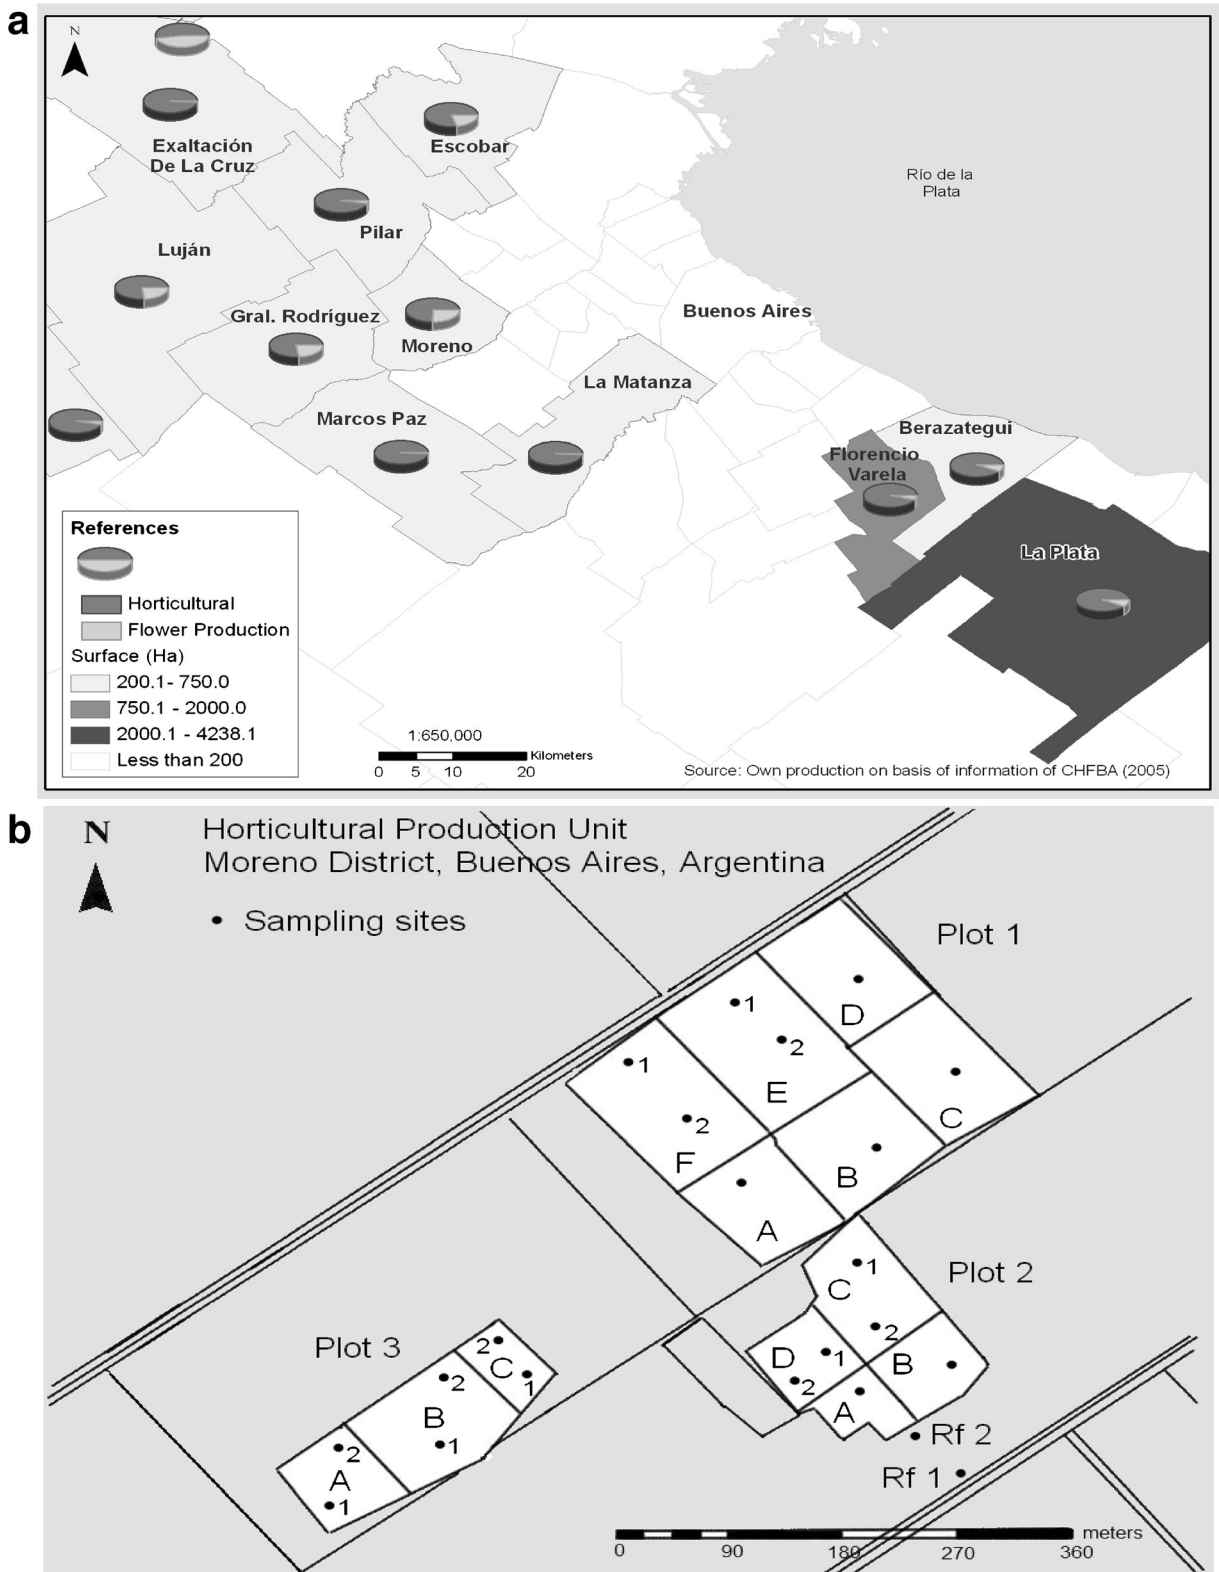 a
N
Exaltación
De La Cruz
Escobar
Río de la
Plata
Pilar
Luján
Gral. Rodríguez
Buenos Aires
Moreno
La Matanza
Marcos Paz
Berazategui
Florencio
Varela
La Plata
References
Horticultural
Flower Production
Surface (Ha)
200.1- 750.0
750.1 - 2000.0
2000.1 - 4238.1
Less than 200
1:650,000
Kilometers
0 5 10 20
Source: Own production on basis of information of CHFBA (2005)
b
N
Horticultural Production Unit
Moreno District, Buenos Aires, Argentina
Sampling sites
Plot 1
D
1
2
E
1
2
F
C
B
A
Plot 2
C
1
2
D
1
2
B
A
Plot 3
2
C
1
2
B
1
2
A
1
Rf 2
Rf 1
meters
0 90 180 270 360